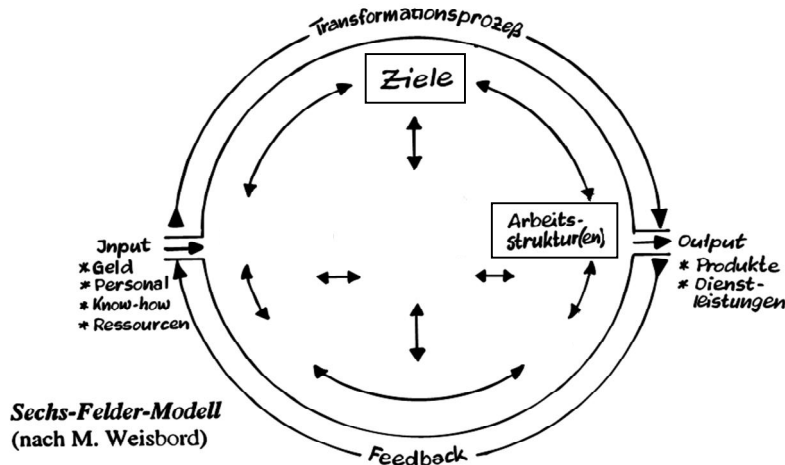 Transformationsprozeß
Ziele
Arbeits-
struktur(en)
Input
* Geld
* Personal
* Know-how
* Ressourcen
Output
* Produkte
* Dienst-
leistungen
Sechs-Felder-Modell
(nach M. Weisbord)
Feedback